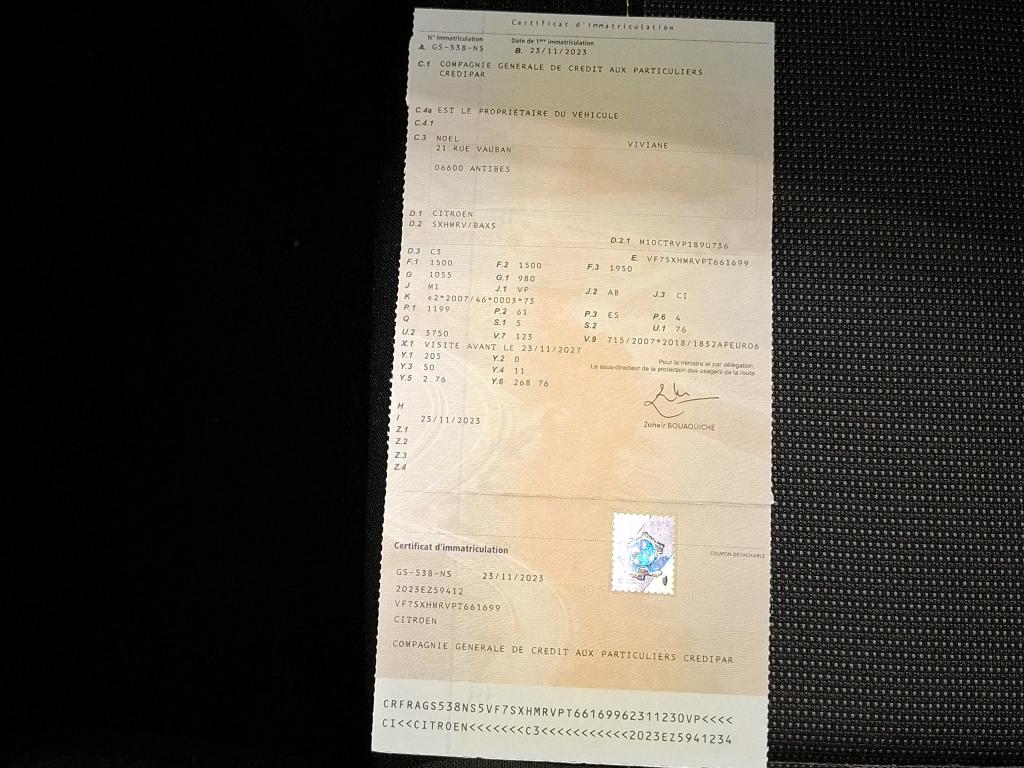 Certificat d'immatriculation
N° Immatriculation Date de 1ère immatriculation
A. GS-538-NS B. 23/11/2023
C.1 COMPAGNIE GENERALE DE CREDIT AUX PARTICULIERS
CREDIPAR
C.4a EST LE PROPRIÉTAIRE DU VÉHICULE
C.4.1
C.3 NOEL VIVIANE
21 RUE VAUBAN
06600 ANTIBES
D.1 CITROEN
D.2 SXHMRV/BAXS
D.2.1 M10CTRVP189U736
D.3 C3 E. VF7SXHMRVPT661699
F.1 1500 F.2 1500 F.3 1950
G 1055 G.1 980
J M1 J.1 VP J.2 AB J.3 CI
K e2*2007/46*0003*73
P.1 1199 P.2 61 P.3 ES P.6 4
Q S.1 5 S.2 U.1 76
U.2 3750 V.7 123 V.9 715/2007*2018/1832APEURO6
X.1 VISITE AVANT LE 23/11/2027
Y.1 205 Y.2 0
Y.3 50 Y.4 11
Y.5 2.76 Y.6 268.76
Pour le ministre et par délégation
Le sous-directeur de la protection des usagers de la route
Zoheir BOUAOUICHE
H
I 23/11/2023
Z.1
Z.2
Z.3
Z.4
Certificat d'immatriculation COUPON DÉTACHABLE
GS-538-NS 23/11/2023
2023EZ59412
VF7SXHMRVPT661699
CITROEN
COMPAGNIE GENERALE DE CREDIT AUX PARTICULIERS CREDIPAR
CRFRAGS538NS5VF7SXHMRVPT66169962311230VP<<<<
CI<<CITROEN<<<<<<<C3<<<<<<<<<<<2023EZ5941234